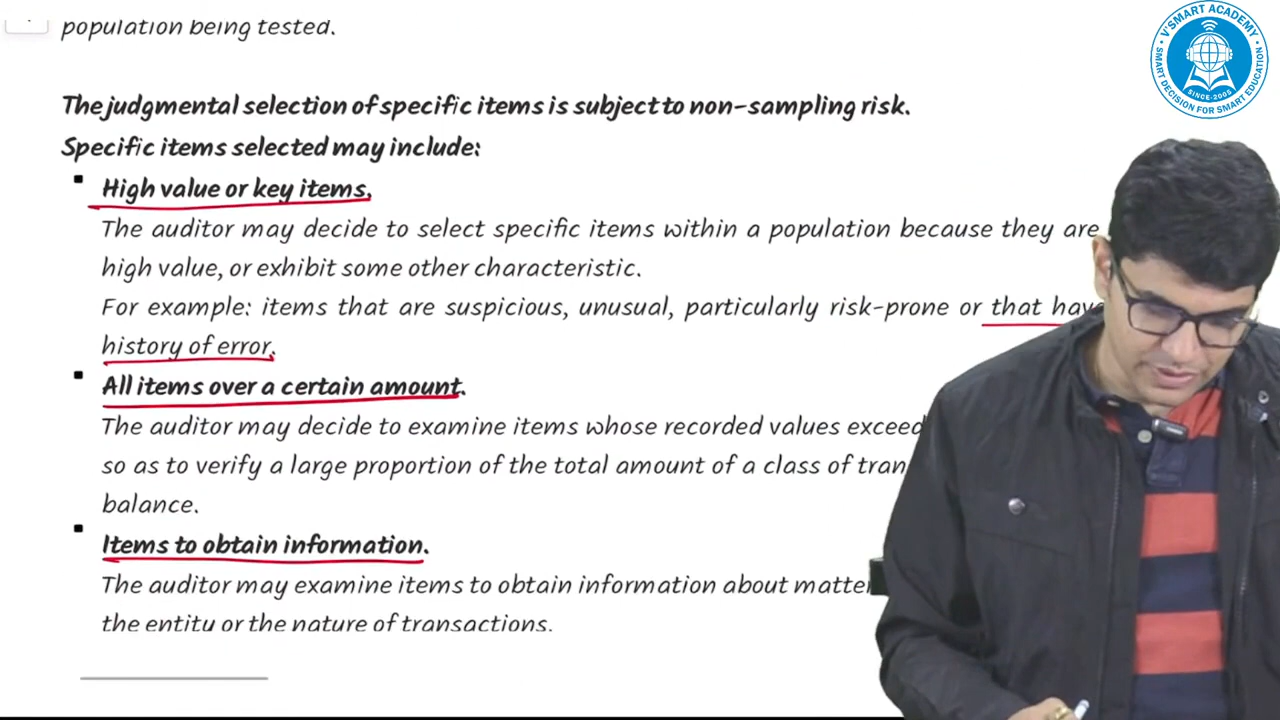 population being tested.
The judgmental selection of specific items is subject to non-sampling risk.
Specific items selected may include:
High value or key items.
The auditor may decide to select specific items within a population because they are
high value, or exhibit some other characteristic.
For example: items that are suspicious, unusual, particularly risk-prone or that have
history of error.
All items over a certain amount.
The auditor may decide to examine items whose recorded values exceed
so as to verify a large proportion of the total amount of a class of
balance.
Items to obtain information.
The auditor may examine items to obtain information about
the entity or the nature of transactions.
V'SMART ACADEMY
SINCE-2005
SMART DECISION FOR SMART EDUCATION